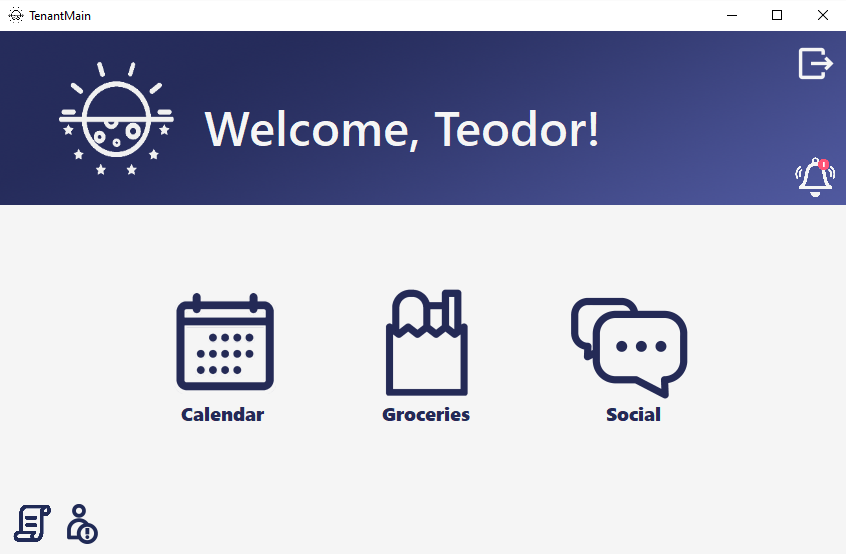 TenantMain
Welcome, Teodor!
Calendar
Groceries
Social